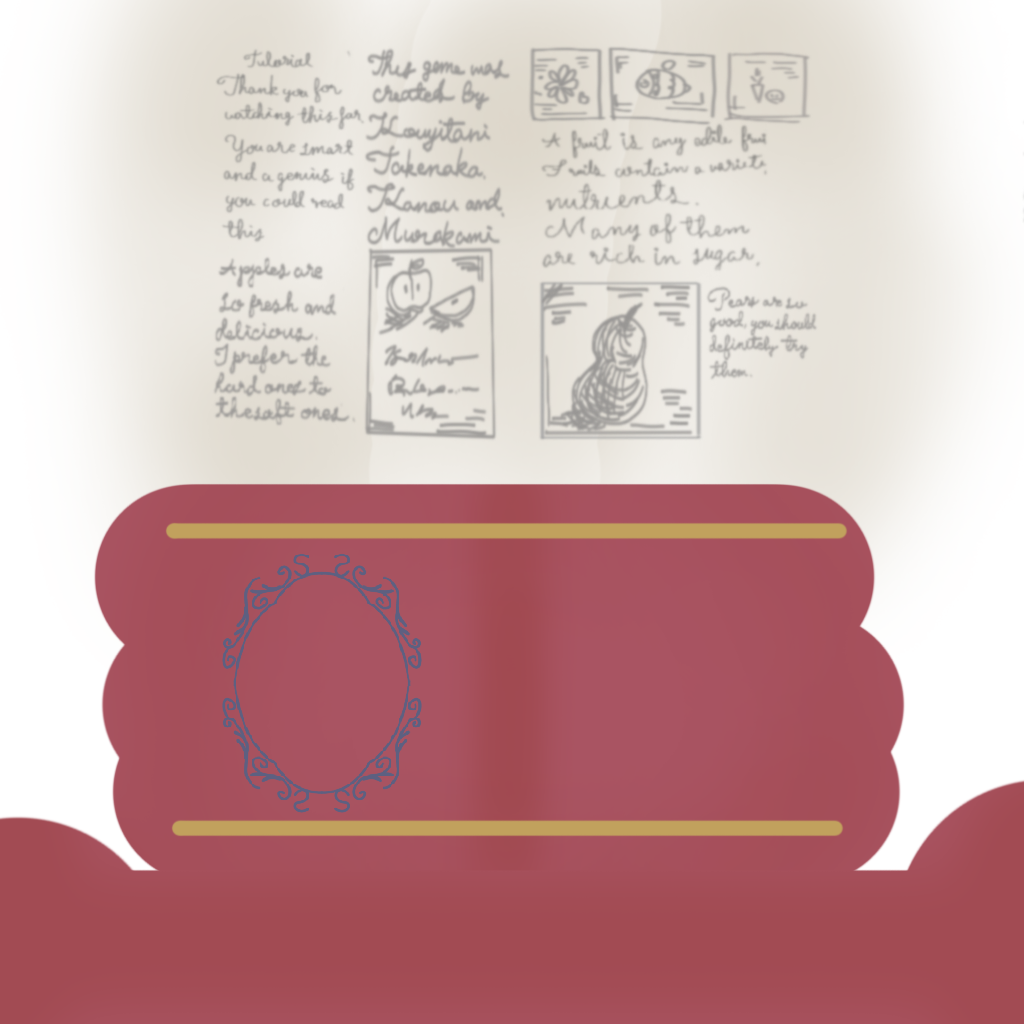 Tutorial
Thank you for
watching this far
You are smart
and a genius if
you could read
this
Apples are
So fresh and
delicious.
I prefer the
hard ones to
thesaft ones.
This game was
created by
Kouyitani
Takenaka.
Kanou and
Murakami
A fruit is any edile frui
Fruits contain a variety
nutrients.
Many of them
are rich in sugar.
Pears are so
good, you should
definitely try
them.